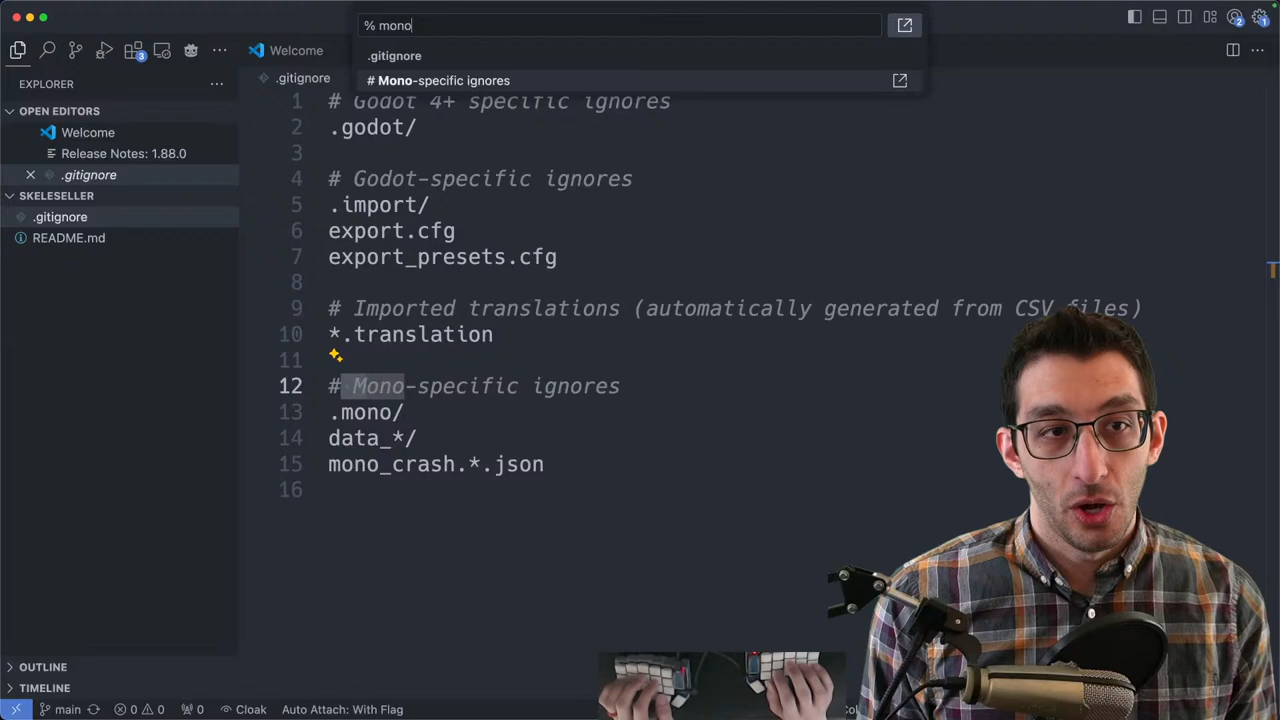 % mono
.gitignore
# Mono-specific ignores
3
2
1
Welcome
EXPLORER
OPEN EDITORS
Welcome
Release Notes: 1.88.0
.gitignore
SKELESELLER
.gitignore
README.md
OUTLINE
TIMELINE
.gitignore
1 # Godot 4+ specific ignores
2 .godot/
3
4 # Godot-specific ignores
5 .import/
6 export.cfg
7 export_presets.cfg
8
9 # Imported translations (automatically generated from CSV files)
10 *.translation
11
12 # Mono-specific ignores
13 .mono/
14 data_*/
15 mono_crash.*.json
16
main 0 0 0 Cloak Auto Attach: With Flag